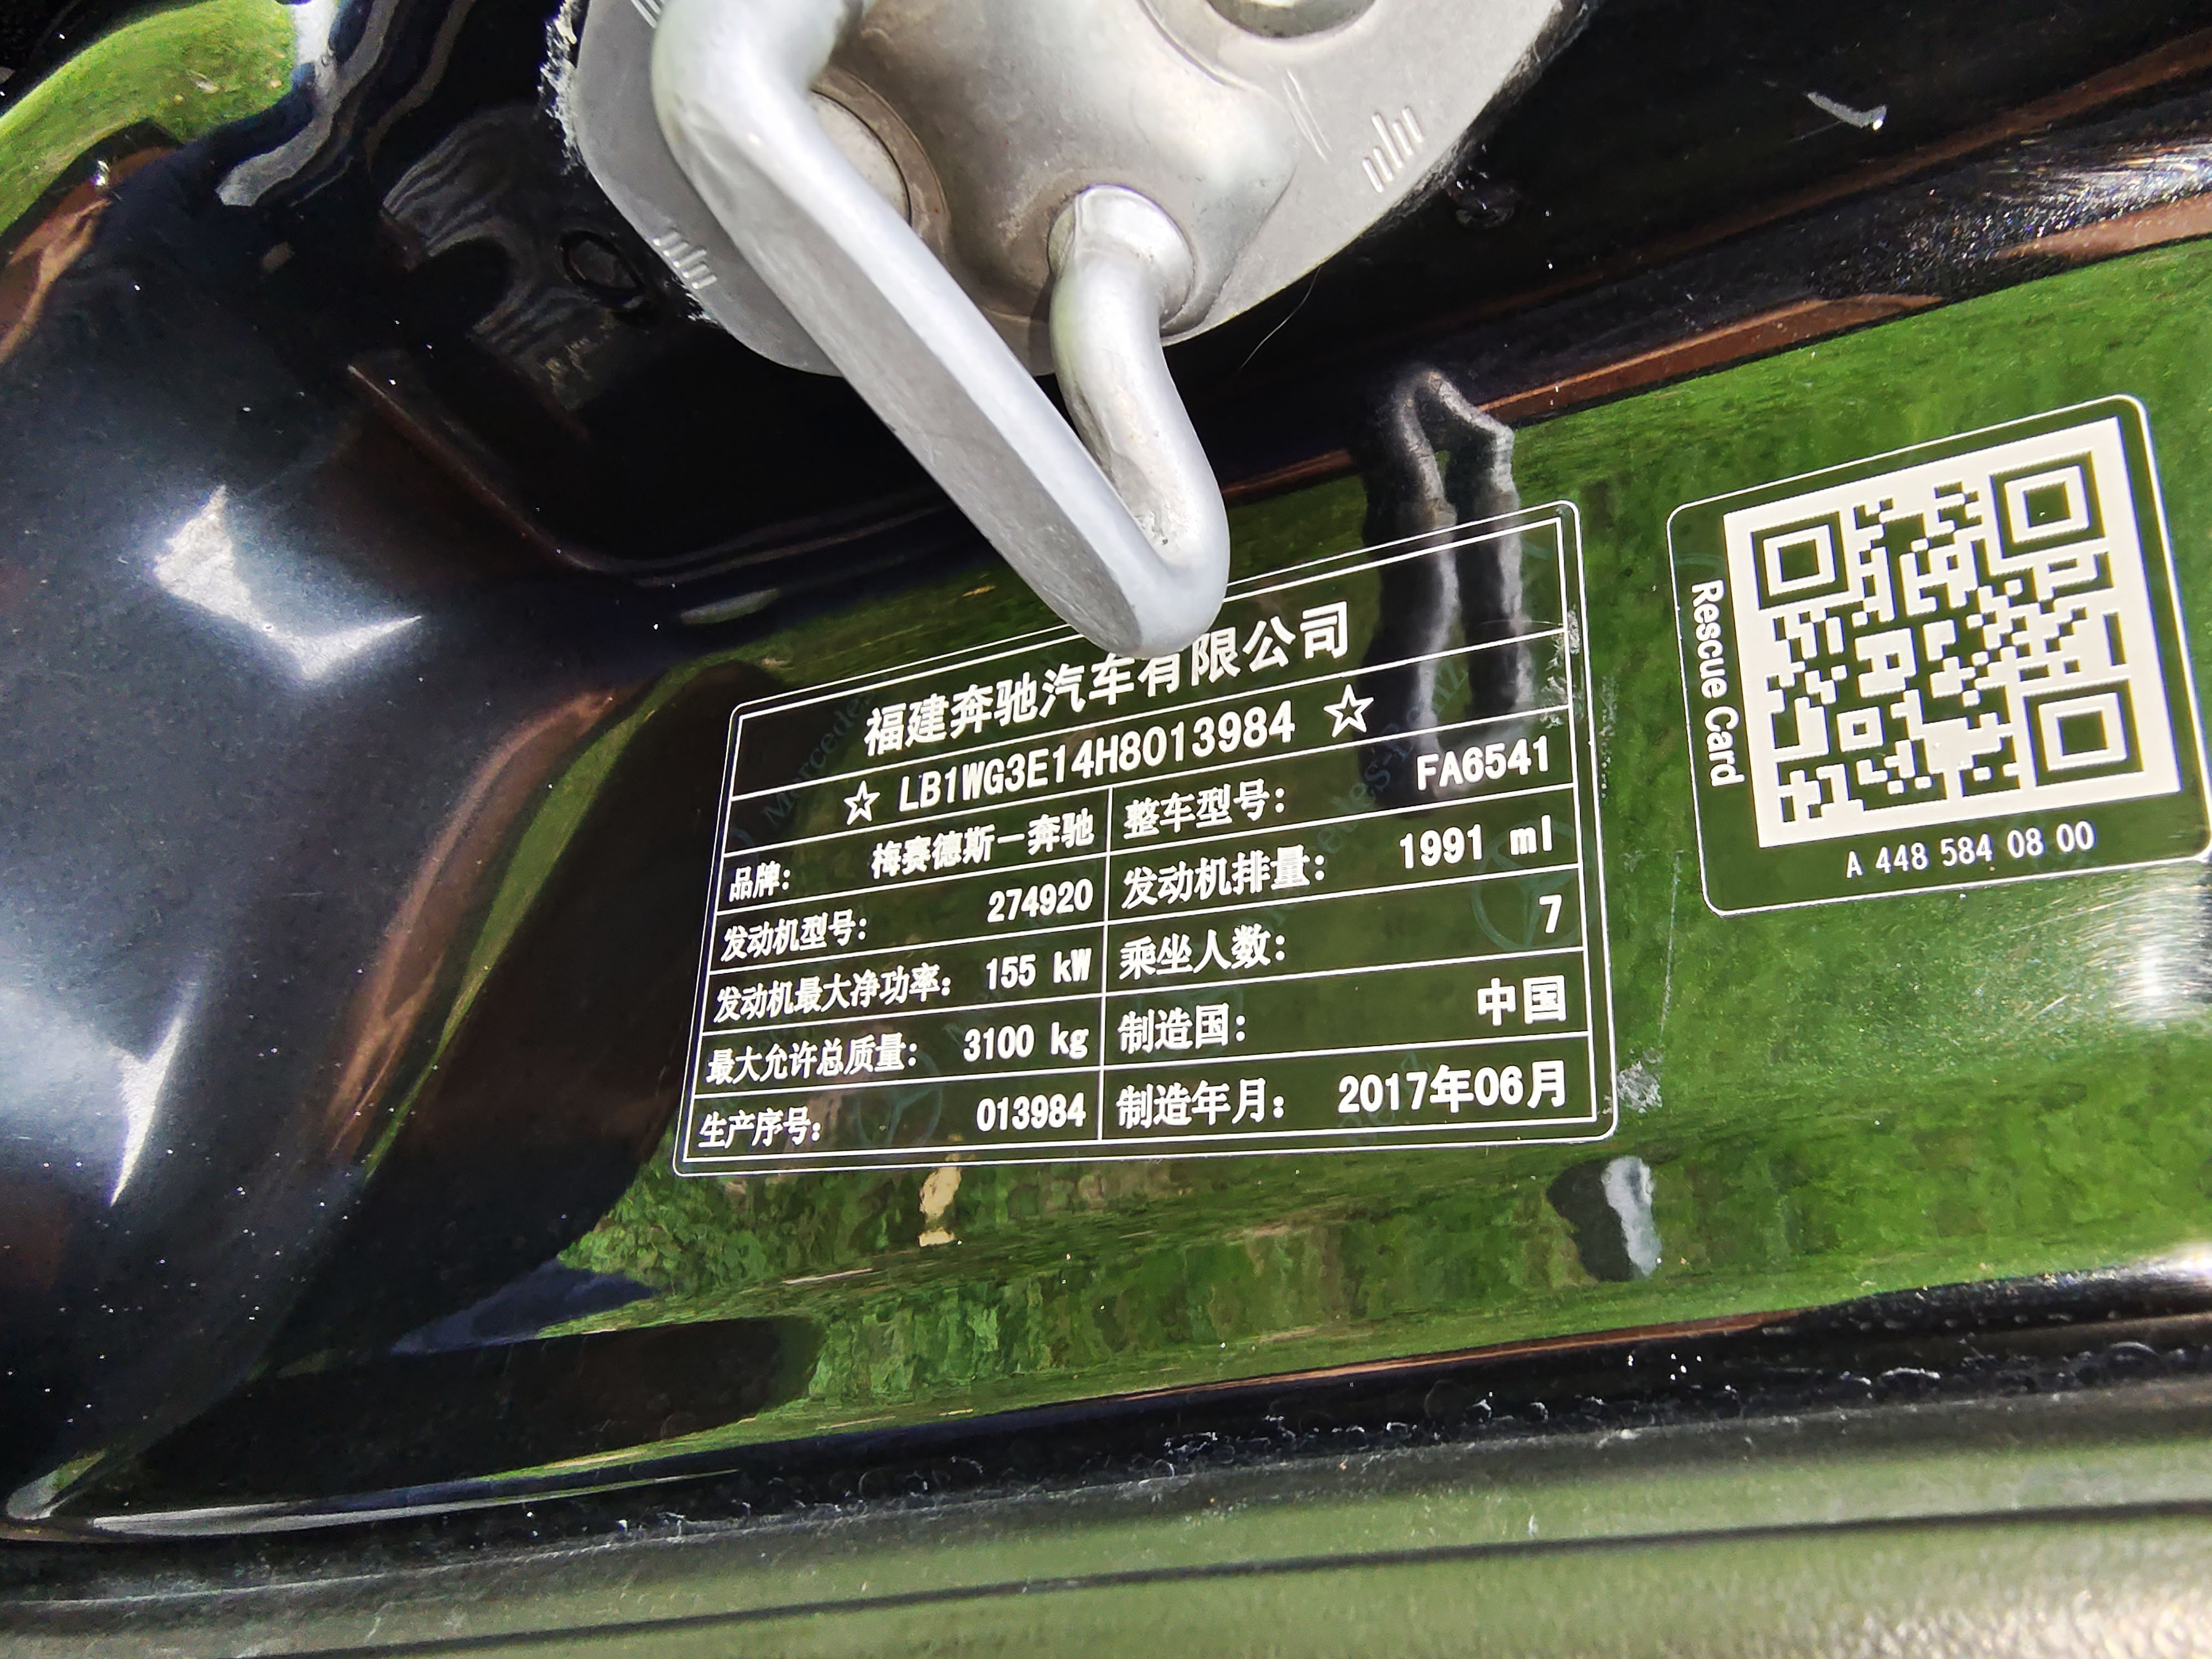 福建奔驰汽车有限公司
☆ LB1WG3E14H8013984 ☆
品牌: 梅赛德斯－奔驰
整车型号: FA6541
发动机型号: 274920
发动机排量: 1991 ml
发动机最大净功率: 155 kW
乘坐人数: 7
最大允许总质量: 3100 kg
制造国: 中国
生产序号: 013984
制造年月: 2017年06月
Rescue Card
A 448 584 08 00